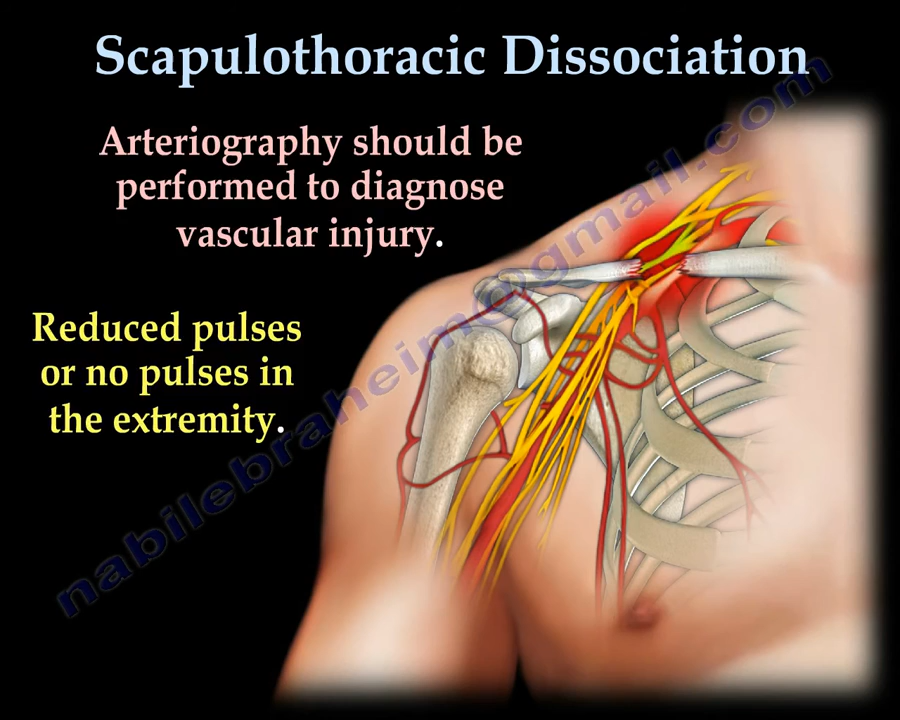 Scapulothoracic Dissociation
Arteriography should be
performed to diagnose
vascular injury.
Reduced pulses
or no pulses in
the extremity.
nabilebraheim@gmail.com